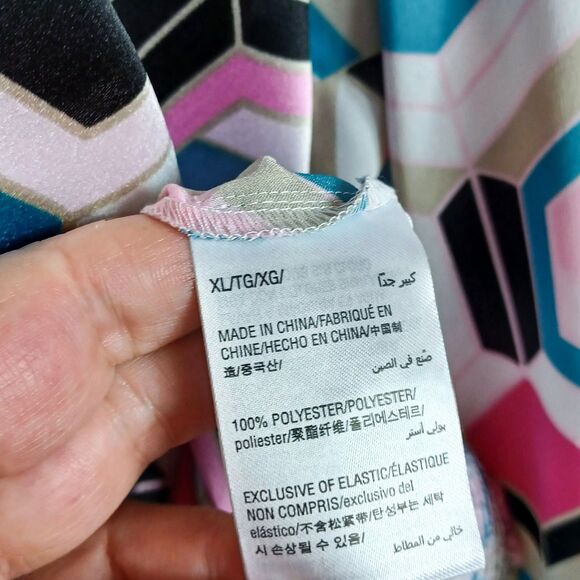 XL/TG/XG/ كبير جدًا
MADE IN CHINA/FABRIQUÉ EN
CHINE/HECHO EN CHINA/中国制
造/중국산/ صنع في الصين
100% POLYESTER/POLYESTER/
poliester/聚酯纤维/폴리에스테르/
بولي أستر
EXCLUSIVE OF ELASTIC/ÉLASTIQUE
NON COMPRIS/exclusivo del
elástico/不含松紧带/탄성부는 세탁
시 손상될 수 있음/ خالي من المطاط